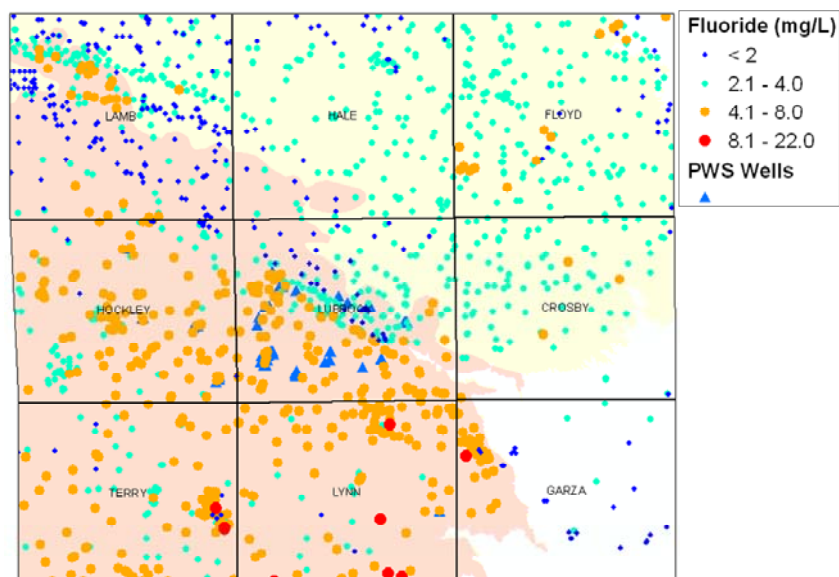 Fluoride (mg/L)
< 2
2.1 - 4.0
4.1 - 8.0
8.1 - 22.0
PWS Wells
LAMB
HALE
FLOYD
HOCKLEY
LUBBOCK
CROSBY
TERRY
LYNN
GARZA